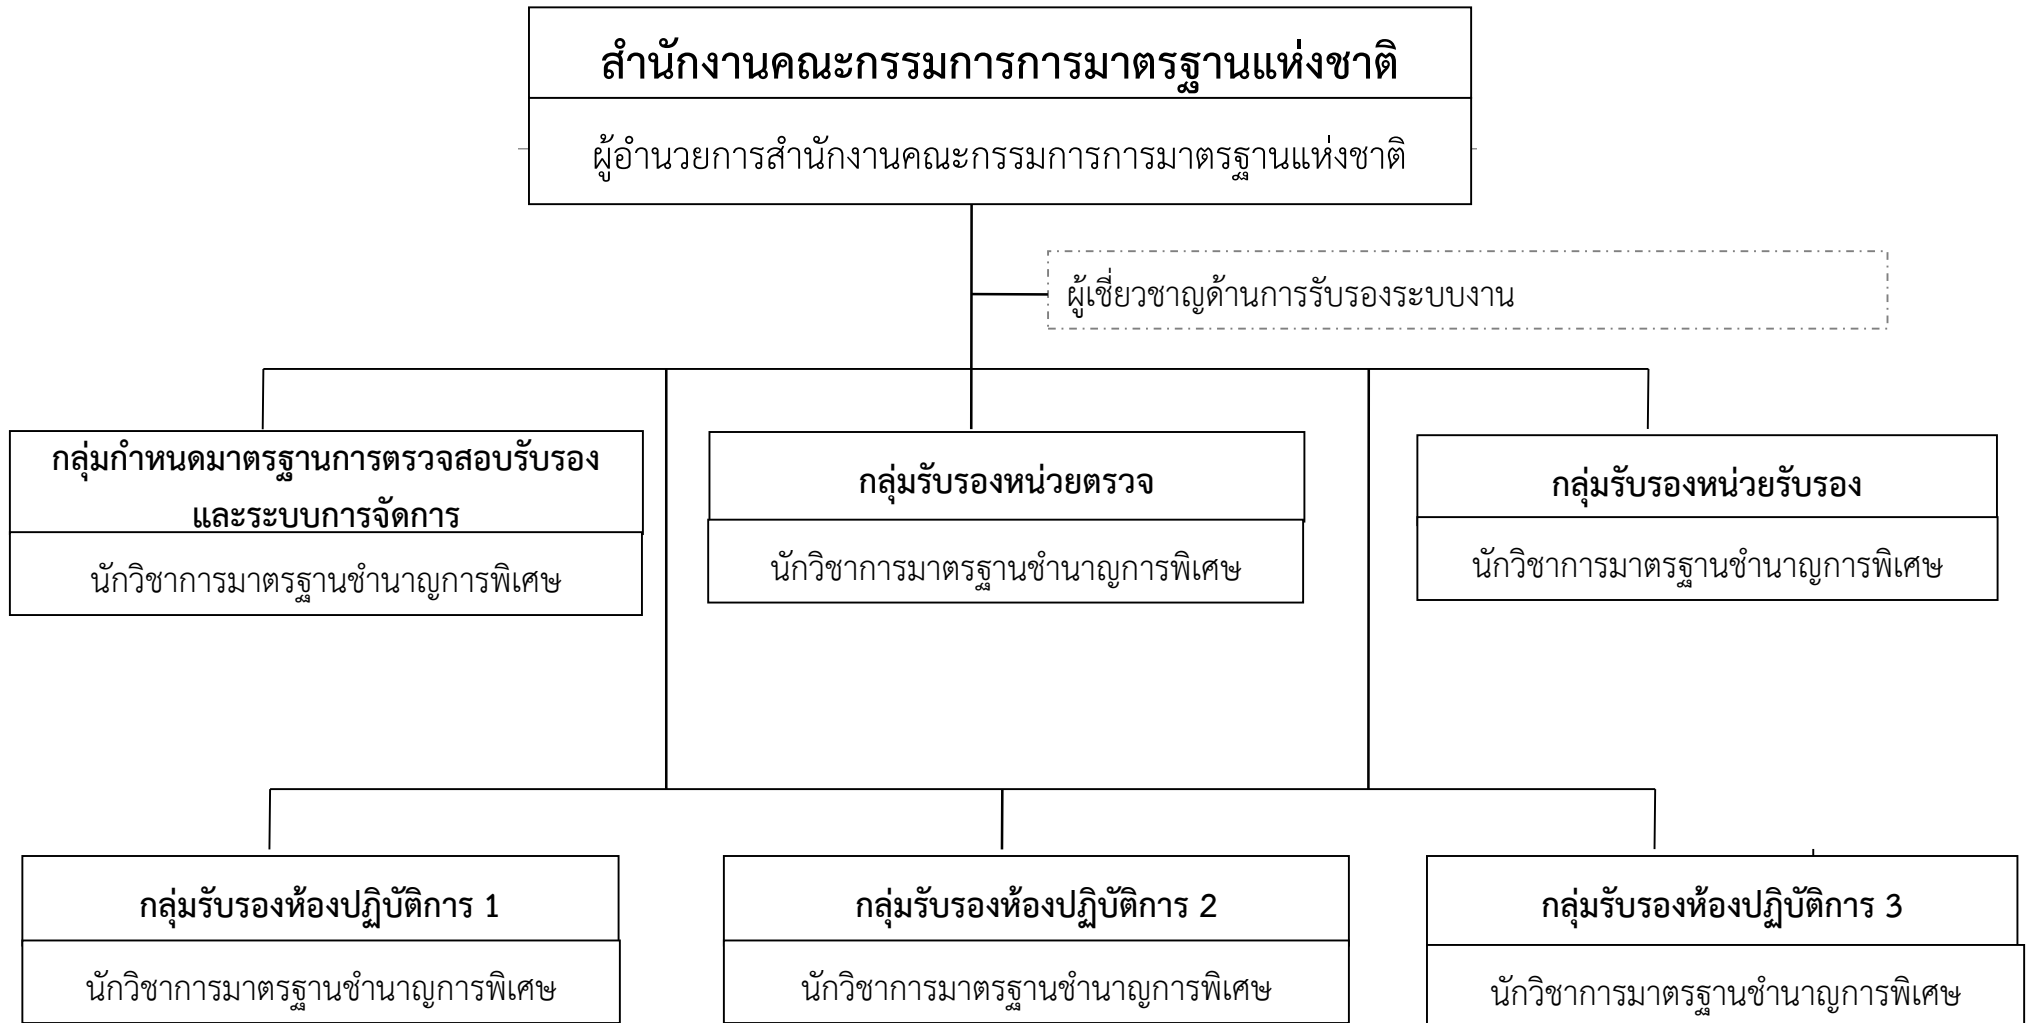 สำนักงานคณะกรรมการการมาตรฐานแห่งชาติ
ผู้อำนวยการสำนักงานคณะกรรมการการมาตรฐานแห่งชาติ
ผู้เชี่ยวชาญด้านการรับรองระบบงาน
กลุ่มกำหนดมาตรฐานการตรวจสอบรับรอง
และระบบการจัดการ
นักวิชาการมาตรฐานชำนาญการพิเศษ
กลุ่มรับรองหน่วยตรวจ
นักวิชาการมาตรฐานชำนาญการพิเศษ
กลุ่มรับรองหน่วยรับรอง
นักวิชาการมาตรฐานชำนาญการพิเศษ
กลุ่มรับรองห้องปฏิบัติการ 1
นักวิชาการมาตรฐานชำนาญการพิเศษ
กลุ่มรับรองห้องปฏิบัติการ 2
นักวิชาการมาตรฐานชำนาญการพิเศษ
กลุ่มรับรองห้องปฏิบัติการ 3
นักวิชาการมาตรฐานชำนาญการพิเศษ